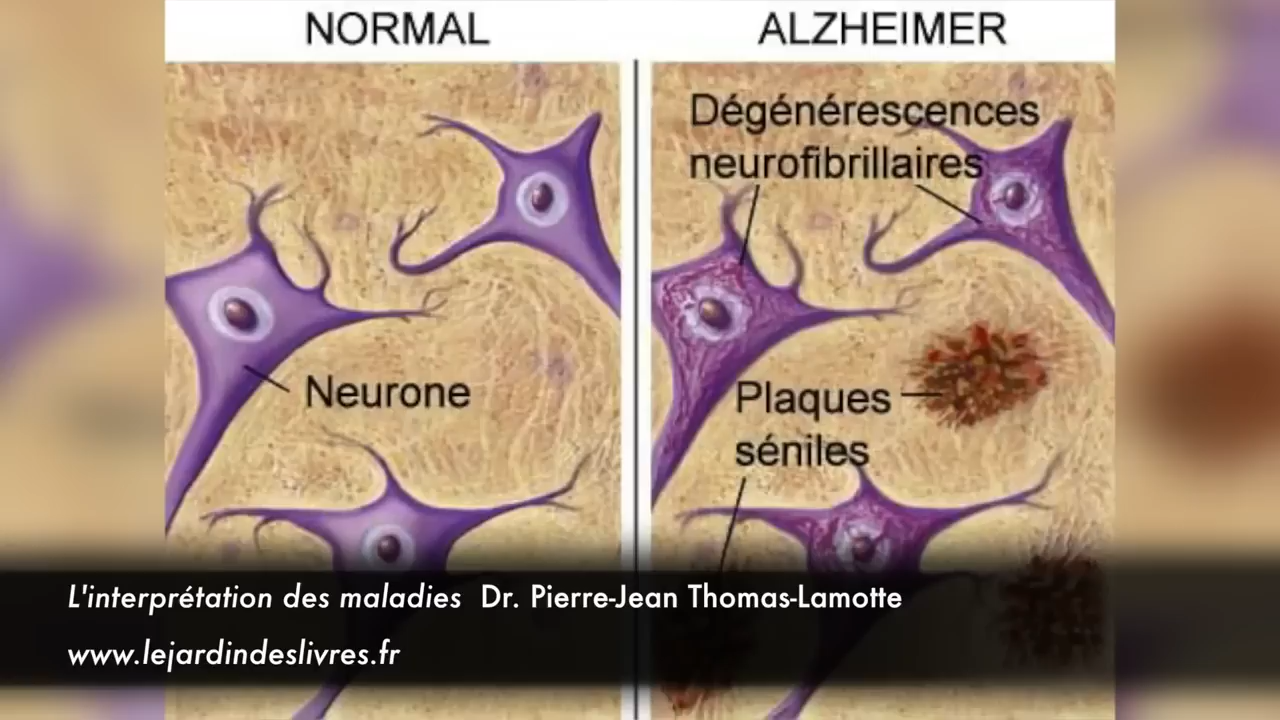 NORMAL
ALZHEIMER
Dégénérescences
neurofibrillaires
Neurone
Plaques
séniles
L'interprétation des maladies Dr. Pierre-Jean Thomas-Lamotte
www.lejardindeslivres.fr